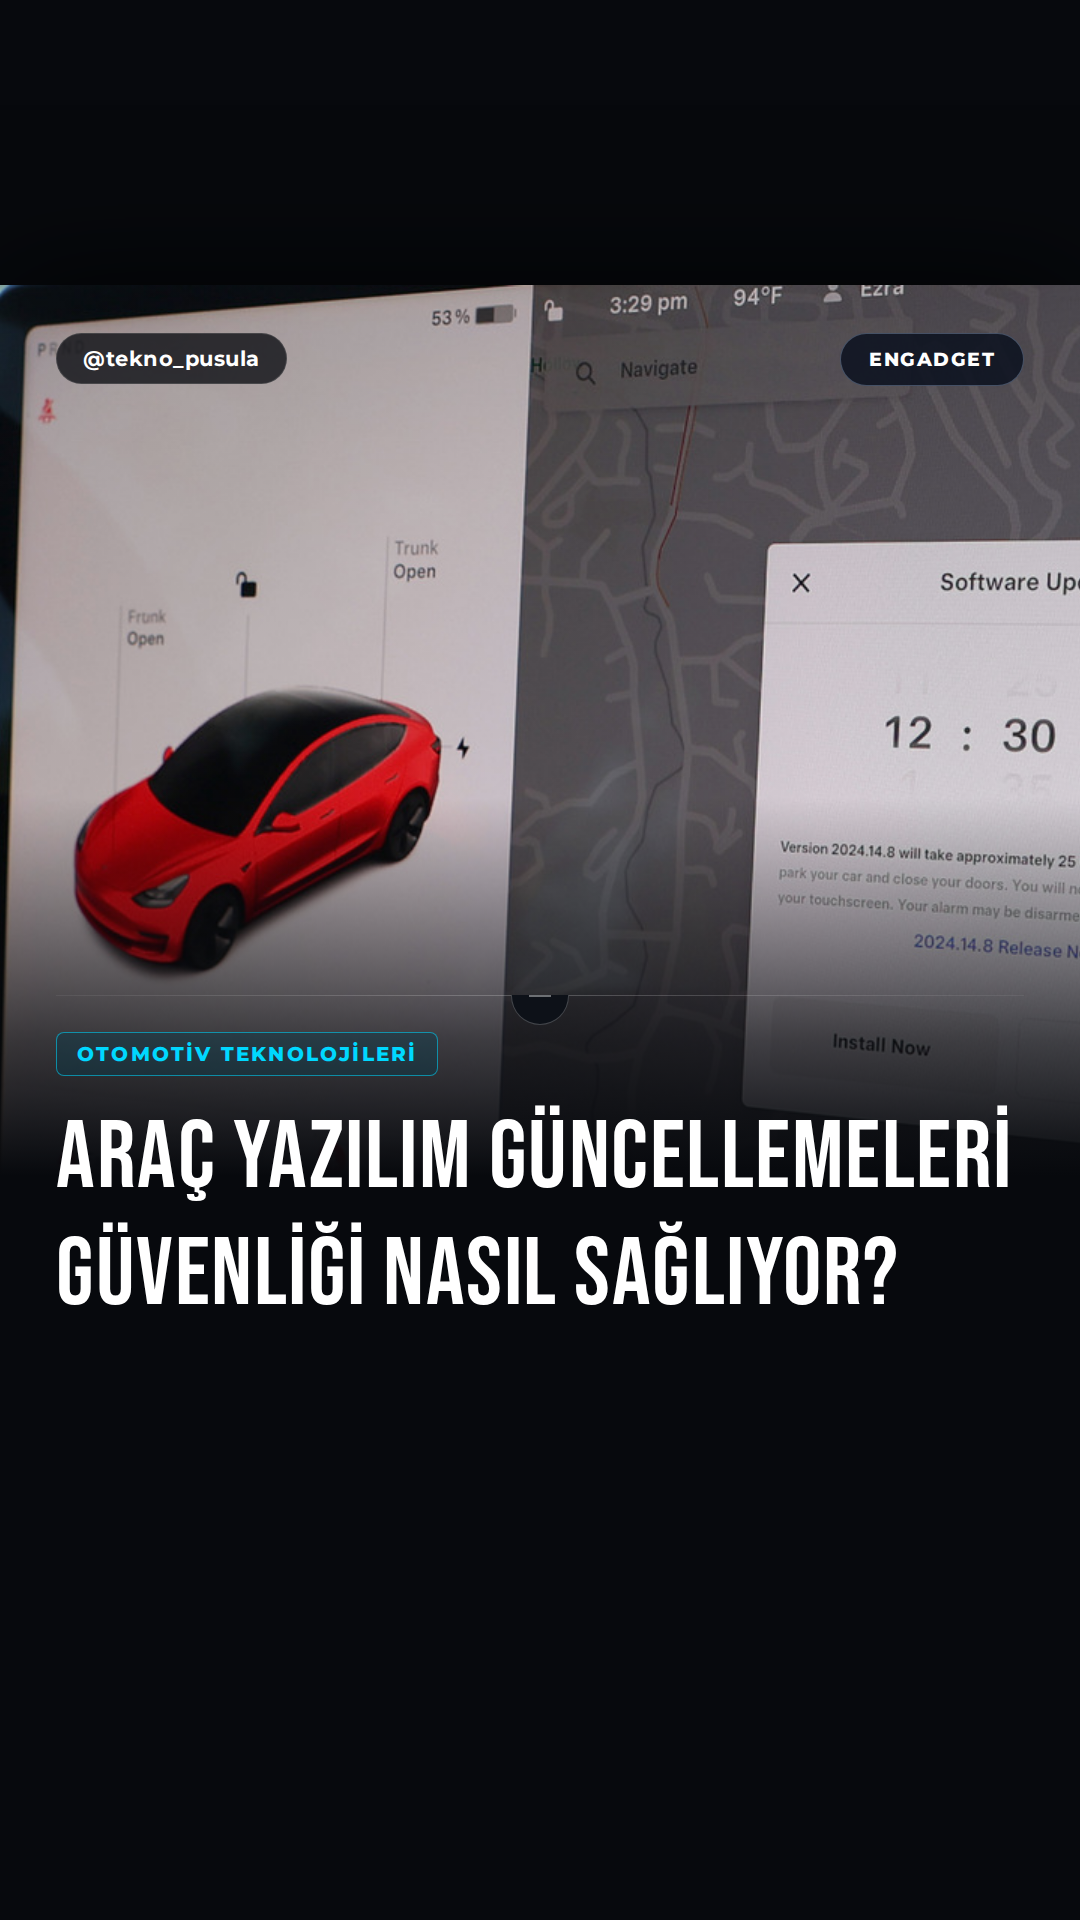 53%
3:29 pm
94°F
Ezra
@tekno_pusula
Navigate
ENGADGET
Trunk
Open
Frunk
Open
Software
12 : 30
Version 2024.14.8 will take approximately 25
park your car and close your doors. You will
your touchscreen. Your alarm may be
2024.14.8 Release
Install Now
OTOMOTİV TEKNOLOJİLERİ
ARAÇ YAZILIM GÜNCELLEMELERİ
GÜVENLİĞİ NASIL SAĞLIYOR?